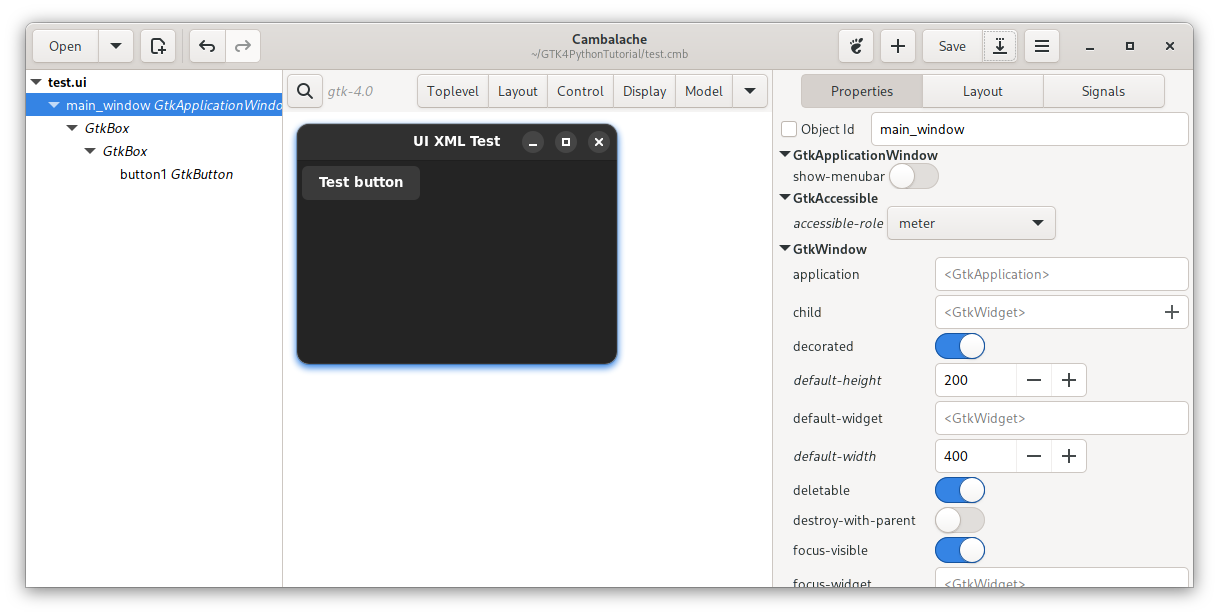 Open
Cambalache
~/GTK4PythonTutorial/test.cmb
Save
test.ui
main_window GtkApplicationWindo
GtkBox
GtkBox
button1 GtkButton
gtk-4.0
Toplevel Layout Control Display Model
UI XML Test
Test button
Properties Layout Signals
Object Id main_window
GtkApplicationWindow
show-menubar
GtkAccessible
accessible-role meter
GtkWindow
application <GtkApplication>
child <GtkWidget>
decorated
default-height 200
default-widget <GtkWidget>
default-width 400
deletable
destroy-with-parent
focus-visible
focus-widget <GtkWidget>